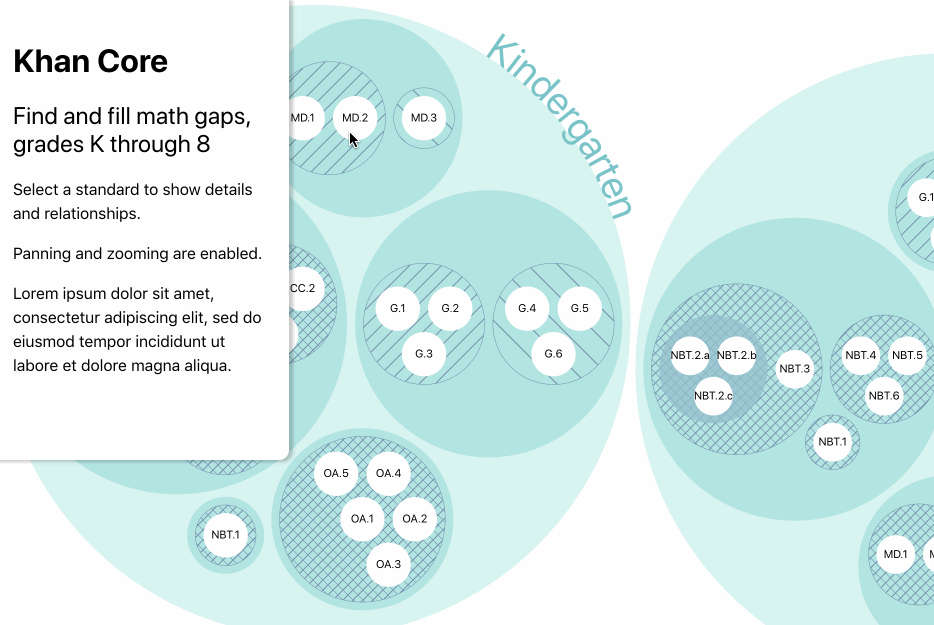 Khan Core
Find and fill math gaps,
grades K through 8
Select a standard to show details
and relationships.
Panning and zooming are enabled.
Lorem ipsum dolor sit amet,
consectetur adipiscing elit, sed do
eiusmod tempor incididunt ut
labore et dolore magna aliqua.
Kindergarten
MD.1 MD.2 MD.3
CC.2
G.1 G.2
G.3
G.4 G.5
G.6
OA.5 OA.4
OA.1 OA.2
OA.3
NBT.1
G.1
NBT.2.a NBT.2.b
NBT.2.c
NBT.3
NBT.4 NBT.5
NBT.6
NBT.1
MD.1